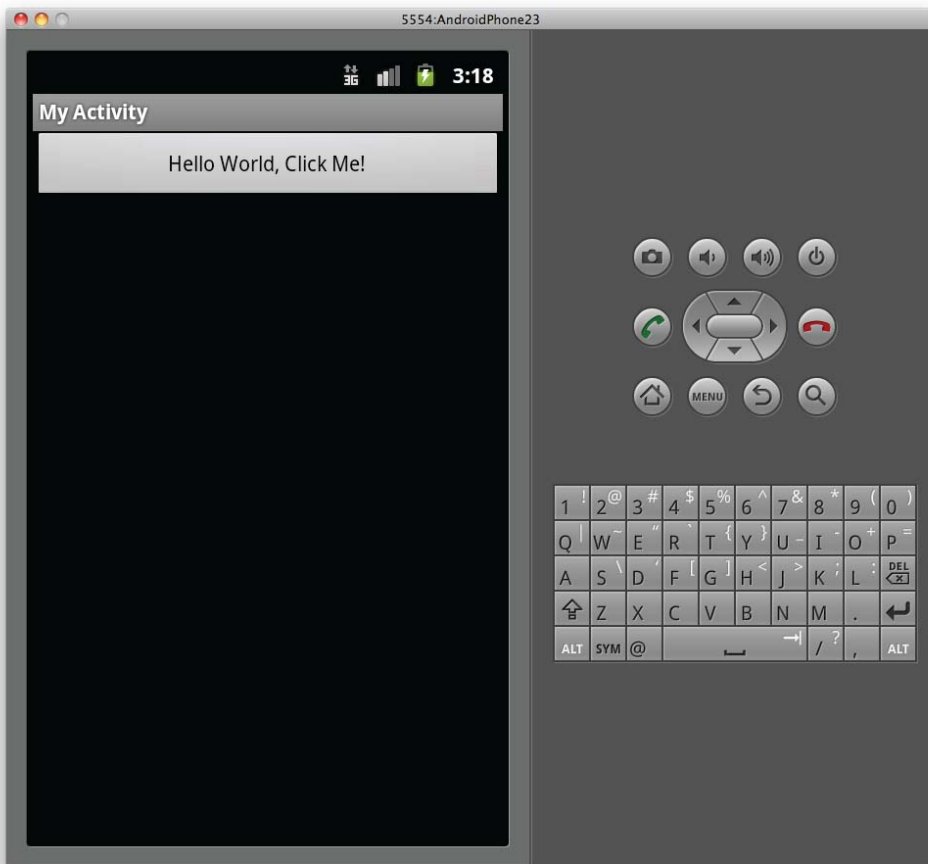 5554:AndroidPhone23
3G 3:18
My Activity
Hello World, Click Me!
MENU
1 ! 2 @ 3 # 4 $ 5 % 6 ^ 7 & 8 * 9 ( 0 )
Q | W ~ E “ R ` T { Y } U _ I - O + P =
A S \ D ' F [ G ] H < J > K ; L : DEL
Z X C V B N M .
ALT SYM @ / ? , ALT